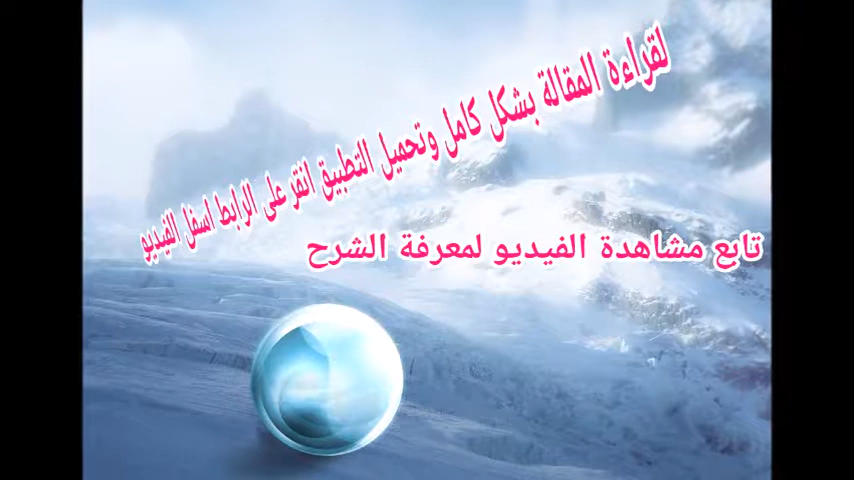 لقراءة المقالة بشكل كامل وتحميل التطبيق انقر على الرابط اسفل الفيديو
تابع مشاهدة الفيديو لمعرفة الشرح